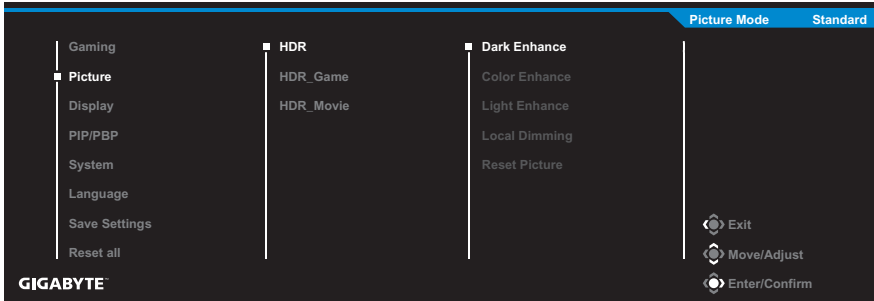 Picture Mode Standard
Gaming HDR Dark Enhance
Picture HDR_Game Color Enhance
Display HDR_Movie Light Enhance
PIP/PBP Local Dimming
System Reset Picture
Language
Save Settings Exit
Reset all Move/Adjust
GIGABYTE™ Enter/Confirm